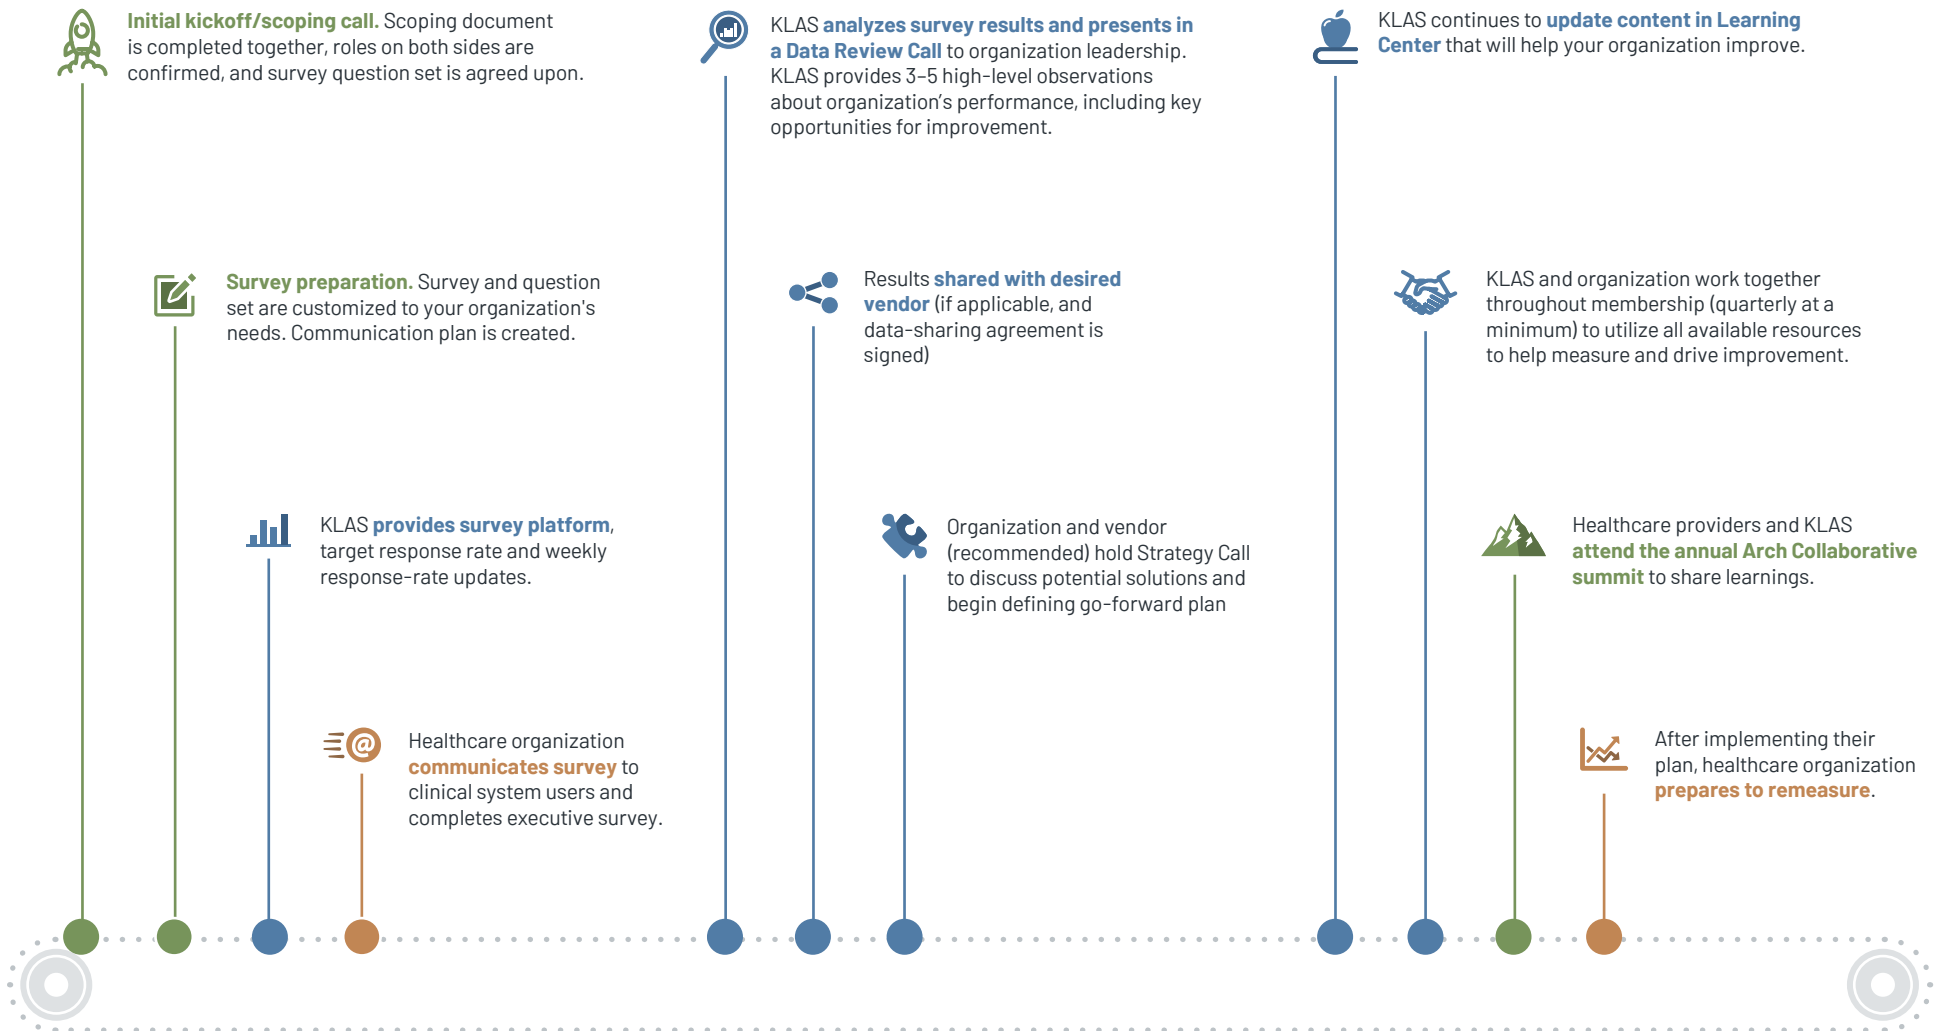 Initial kickoff/scoping call. Scoping document
is completed together, roles on both sides are
confirmed, and survey question set is agreed upon.
Survey preparation. Survey and question
set are customized to your organization's
needs. Communication plan is created.
KLAS provides survey platform,
target response rate and weekly
response-rate updates.
Healthcare organization
communicates survey to
clinical system users and
completes executive survey.
KLAS analyzes survey results and presents in
a Data Review Call to organization leadership.
KLAS provides 3–5 high-level observations
about organization’s performance, including key
opportunities for improvement.
Results shared with desired
vendor (if applicable, and
data-sharing agreement is
signed)
Organization and vendor
(recommended) hold Strategy Call
to discuss potential solutions and
begin defining go-forward plan
KLAS continues to update content in Learning
Center that will help your organization improve.
KLAS and organization work together
throughout membership (quarterly at a
minimum) to utilize all available resources
to help measure and drive improvement.
Healthcare providers and KLAS
attend the annual Arch Collaborative
summit to share learnings.
After implementing their
plan, healthcare organization
prepares to remeasure.